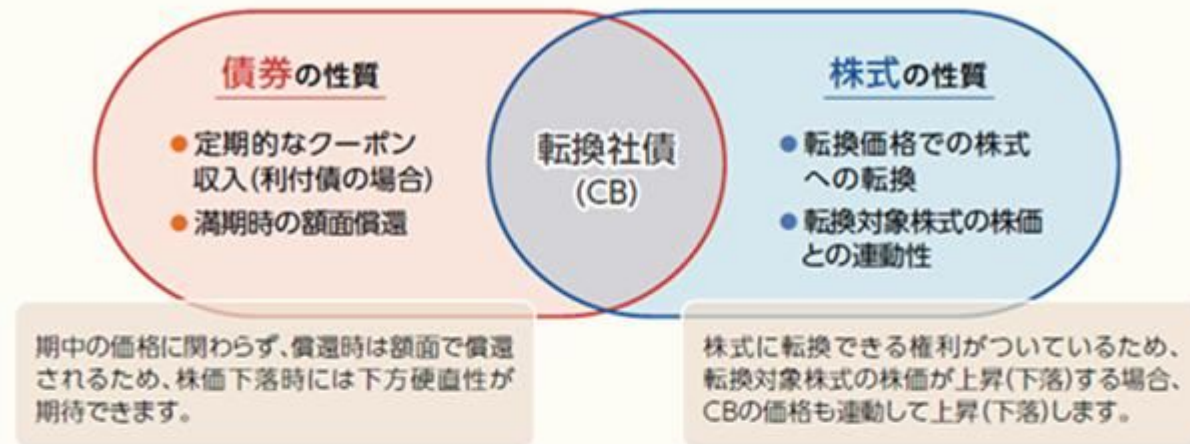 債券の性質
●定期的なクーポン
収入(利付債の場合)
●満期時の額面償還
転換社債
(CB)
株式の性質
●転換価格での株式
への転換
●転換対象株式の株価
との連動性
期中の価格に関わらず、償還時は額面で償還
されるため、株価下落時には下方硬直性が
期待できます。
株式に転換できる権利がついているため、
転換対象株式の株価が上昇(下落)する場合、
CBの価格も連動して上昇(下落)します。